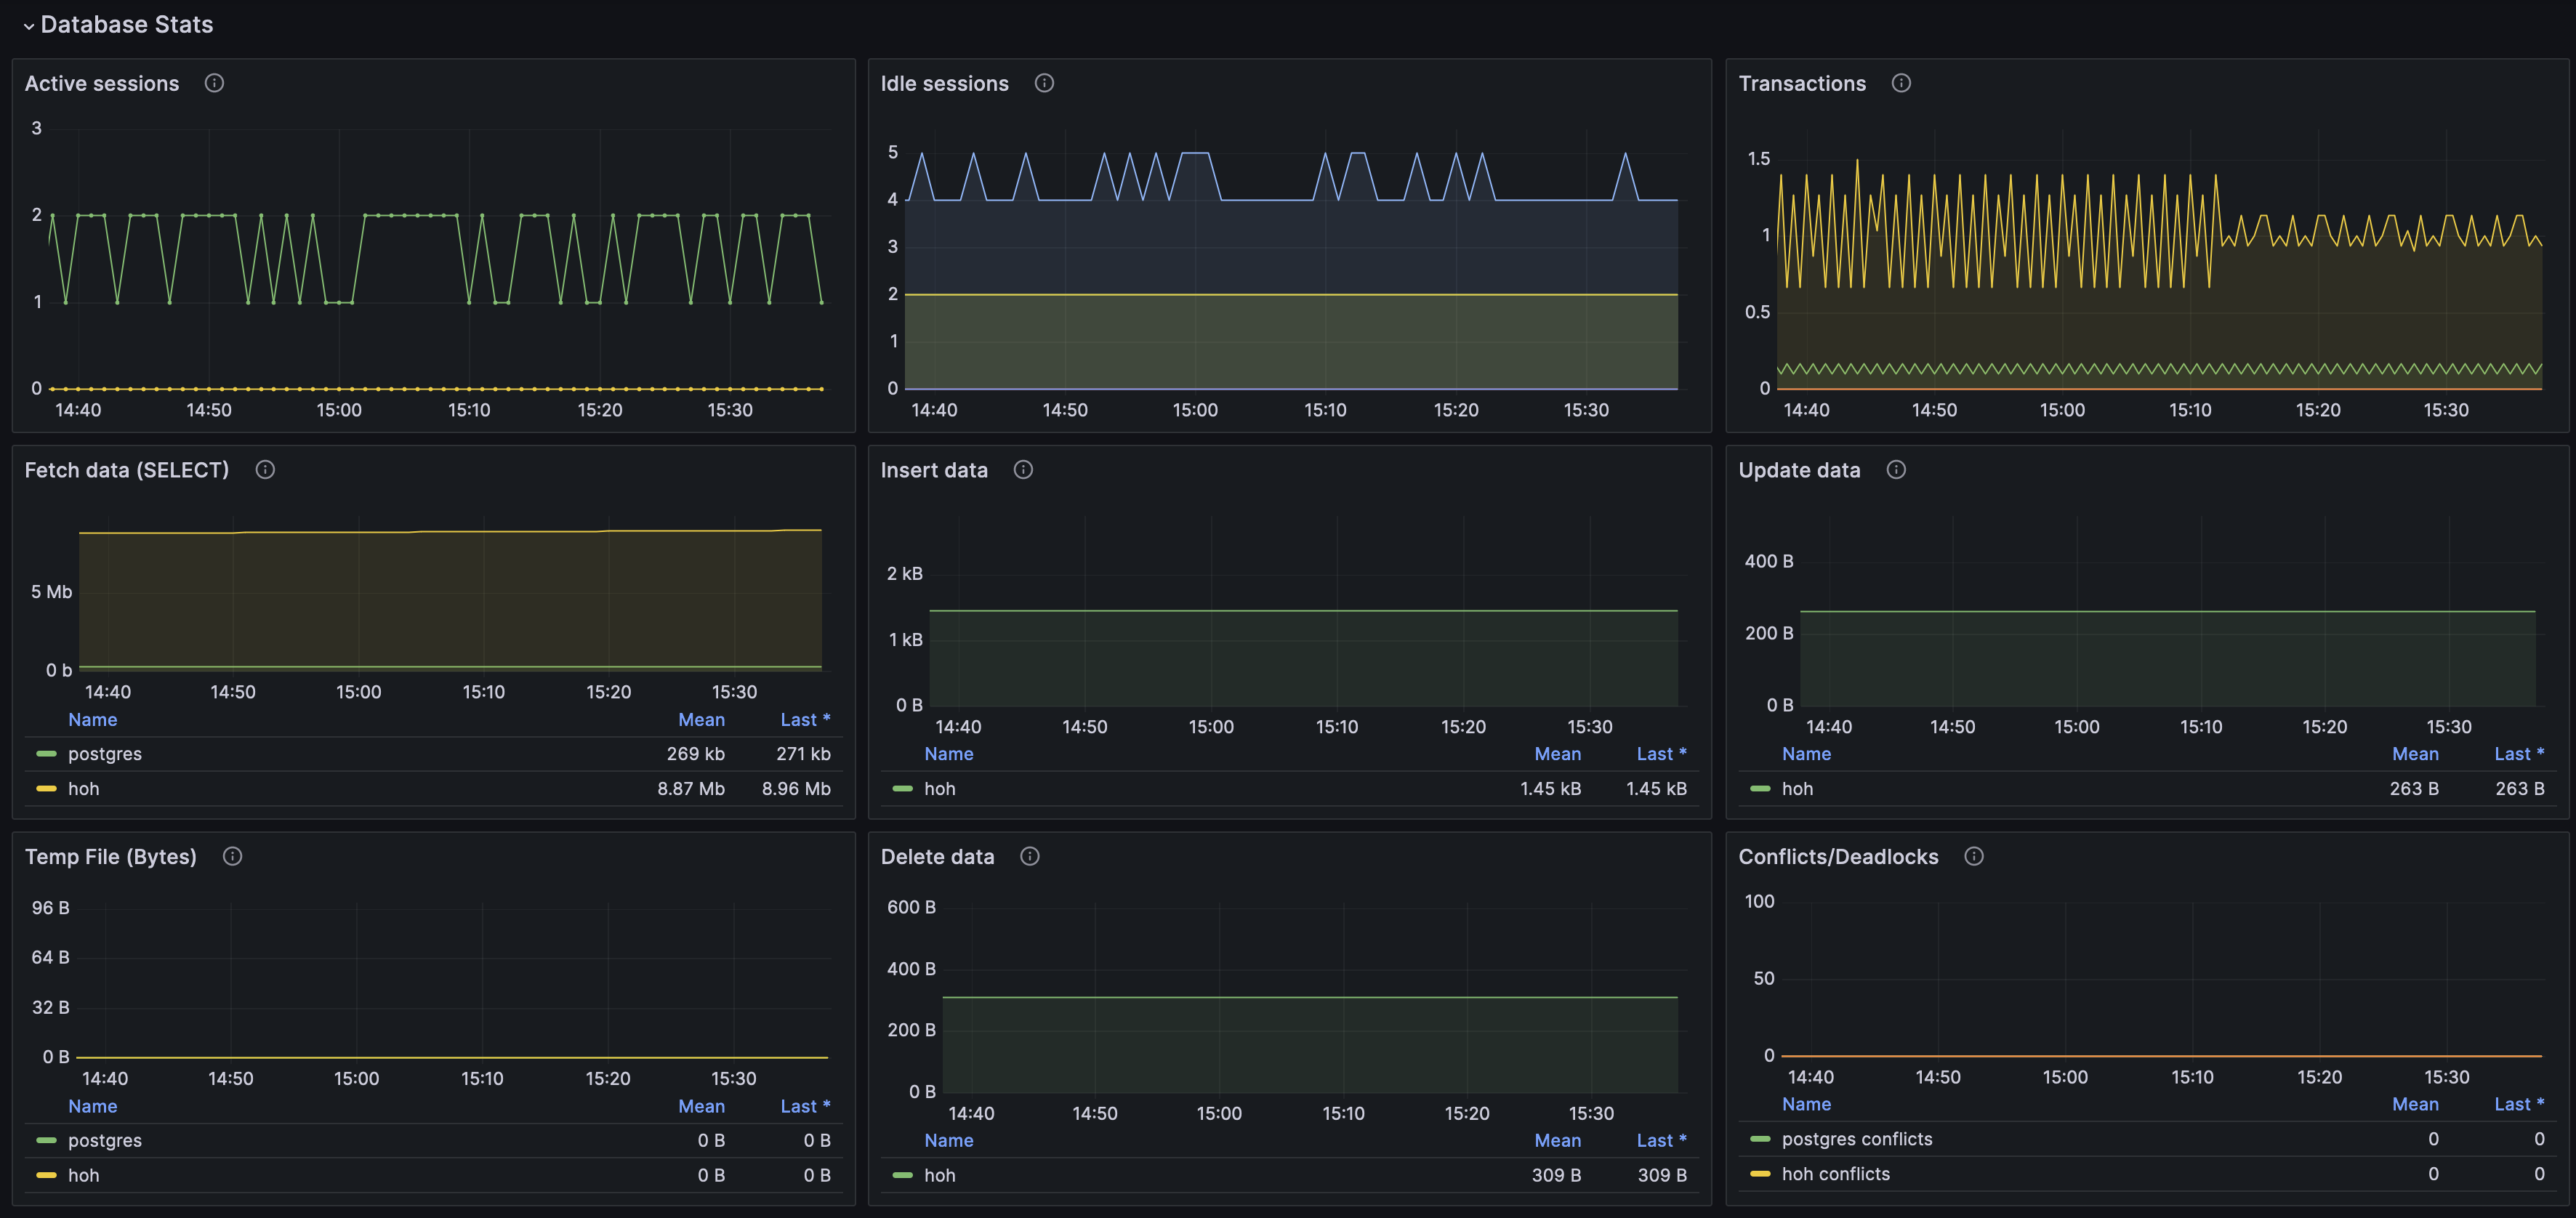 Database Stats
Active sessions
3
2
1
0
14:40 14:50 15:00 15:10 15:20 15:30
Idle sessions
5
4
3
2
1
0
14:40 14:50 15:00 15:10 15:20 15:30
Transactions
1.5
1
0.5
0
14:40 14:50 15:00 15:10 15:20 15:30
Fetch data (SELECT)
5 Mb
0 b
14:40 14:50 15:00 15:10 15:20 15:30
Name Mean Last *
postgres 269 kb 271 kb
hoh 8.87 Mb 8.96 Mb
Insert data
2 kB
1 kB
0 B
14:40 14:50 15:00 15:10 15:20 15:30
Name Mean Last *
hoh 1.45 kB 1.45 kB
Update data
400 B
200 B
0 B
14:40 14:50 15:00 15:10 15:20 15:30
Name Mean Last *
hoh 263 B 263 B
Temp File (Bytes)
96 B
64 B
32 B
0 B
14:40 14:50 15:00 15:10 15:20 15:30
Name Mean Last *
postgres 0 B 0 B
hoh 0 B 0 B
Delete data
600 B
400 B
200 B
0 B
14:40 14:50 15:00 15:10 15:20 15:30
Name Mean Last *
hoh 309 B 309 B
Conflicts/Deadlocks
100
50
0
14:40 14:50 15:00 15:10 15:20 15:30
Name Mean Last *
postgres conflicts 0 0
hoh conflicts 0 0